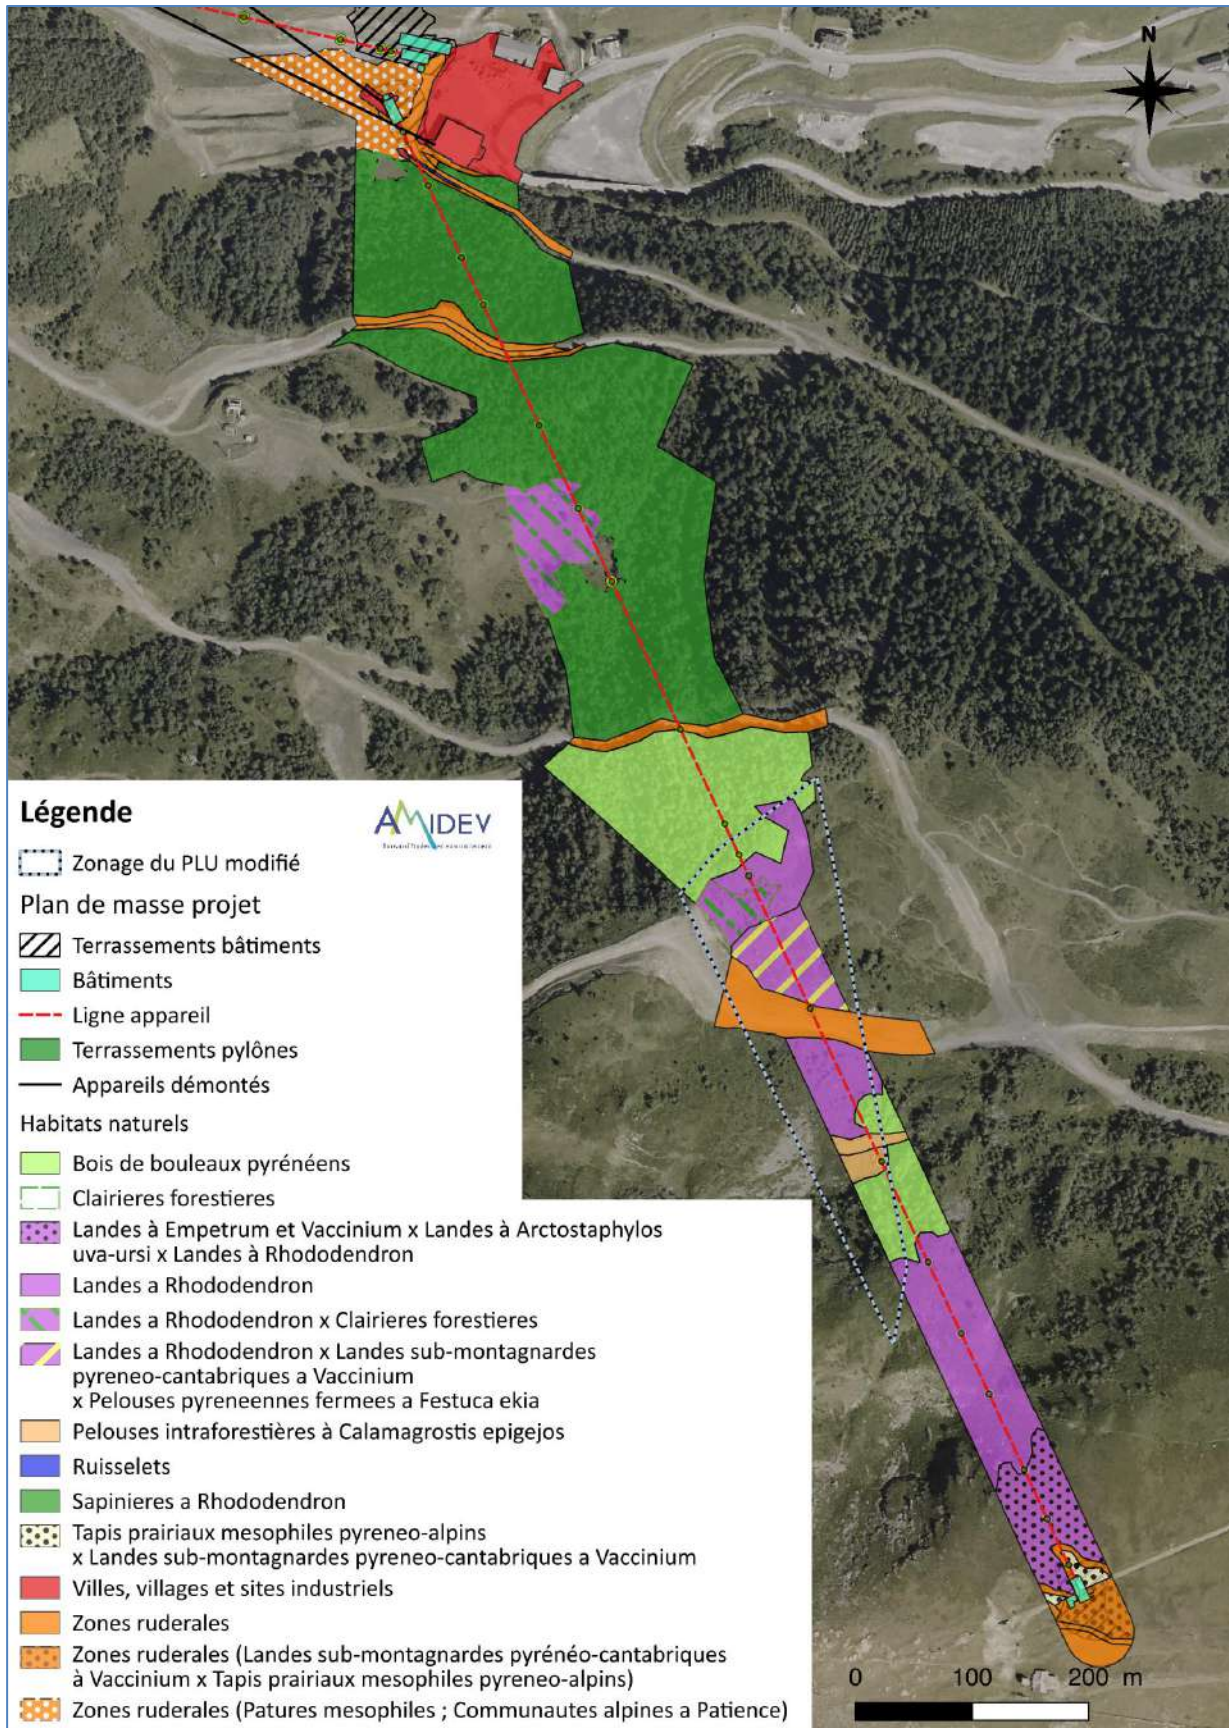 N
Légende
AMIDEV
Zonage du PLU modifié
Plan de masse projet
Terrassements bâtiments
Bâtiments
Ligne appareil
Terrassements pylônes
Appareils démontés
Habitats naturels
Bois de bouleaux pyrénéens
Clairieres forestieres
Landes à Empetrum et Vaccinium x Landes à Arctostaphylos
uva-ursi x Landes à Rhododendron
Landes a Rhododendron
Landes a Rhododendron x Clairieres forestieres
Landes a Rhododendron x Landes sub-montagnardes
pyreneo-cantabriques a Vaccinium
x Pelouses pyreneennes fermees a Festuca ekia
Pelouses intraforestières à Calamagrostis epigejos
Ruisselets
Sapinieres a Rhododendron
Tapis prairiaux mesophiles pyreneo-alpins
x Landes sub-montagnardes pyreneo-cantabriques a Vaccinium
Villes, villages et sites industriels
Zones ruderales
Zones ruderales (Landes sub-montagnardes pyrénéo-cantabriques
à Vaccinium x Tapis prairiaux mesophiles pyreneo-alpins)
Zones ruderales (Patures mesophiles ; Communautes alpines a Patience)
0 100 200 m